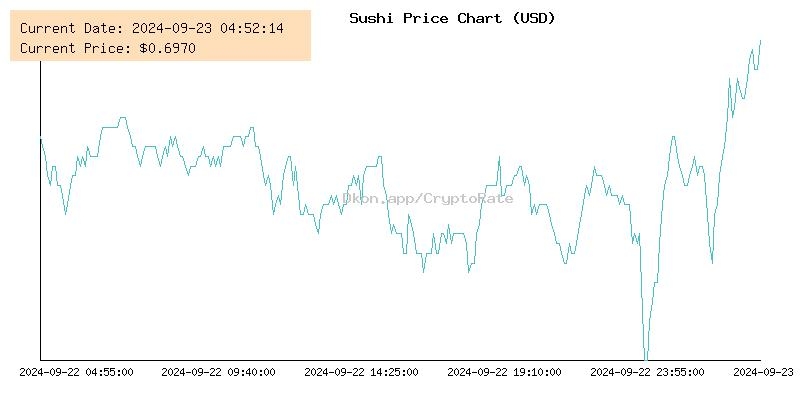 Sushi Price Chart (USD)
Current Date: 2024-09-23 04:52:14
Current Price: $0.6970
Dkon.app/CryptoRate
2024-09-22 04:55:00 2024-09-22 09:40:00 2024-09-22 14:25:00 2024-09-22 19:10:00 2024-09-22 23:55:00 2024-09-23